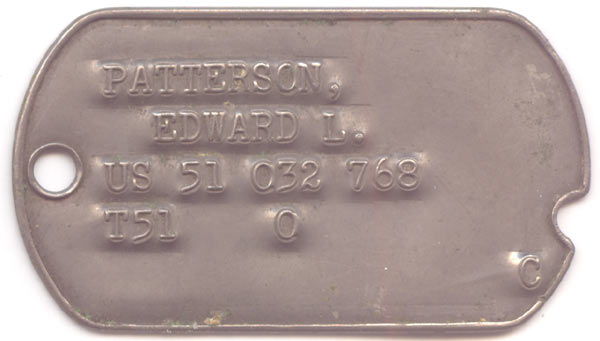 PATTERSON,
EDWARD L.
US 51 032 768
T51 O
C